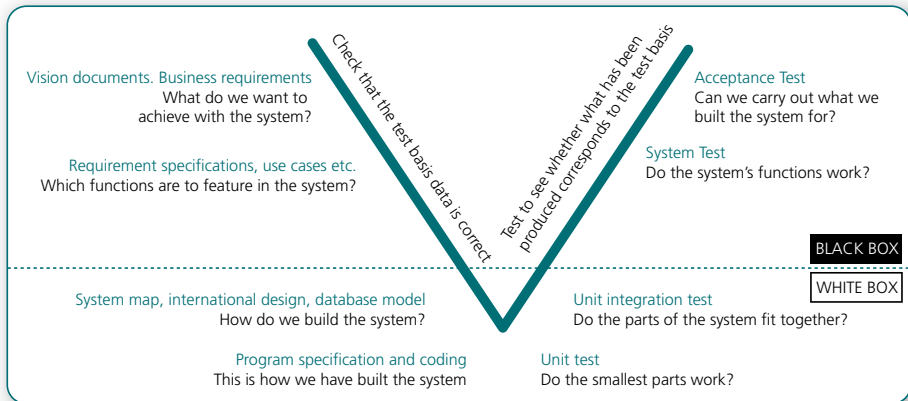 Vision documents. Business requirements
What do we want to
achieve with the system?
Requirement specifications, use cases etc.
Which functions are to feature in the system?
Check that the test basis data is correct
Test to see whether what has been
produced corresponds to the test basis
Acceptance Test
Can we carry out what we
built the system for?
System Test
Do the system's functions work?
BLACK BOX
WHITE BOX
System map, international design, database model
How do we build the system?
Program specification and coding
This is how we have built the system
Unit integration test
Do the parts of the system fit together?
Unit test
Do the smallest parts work?